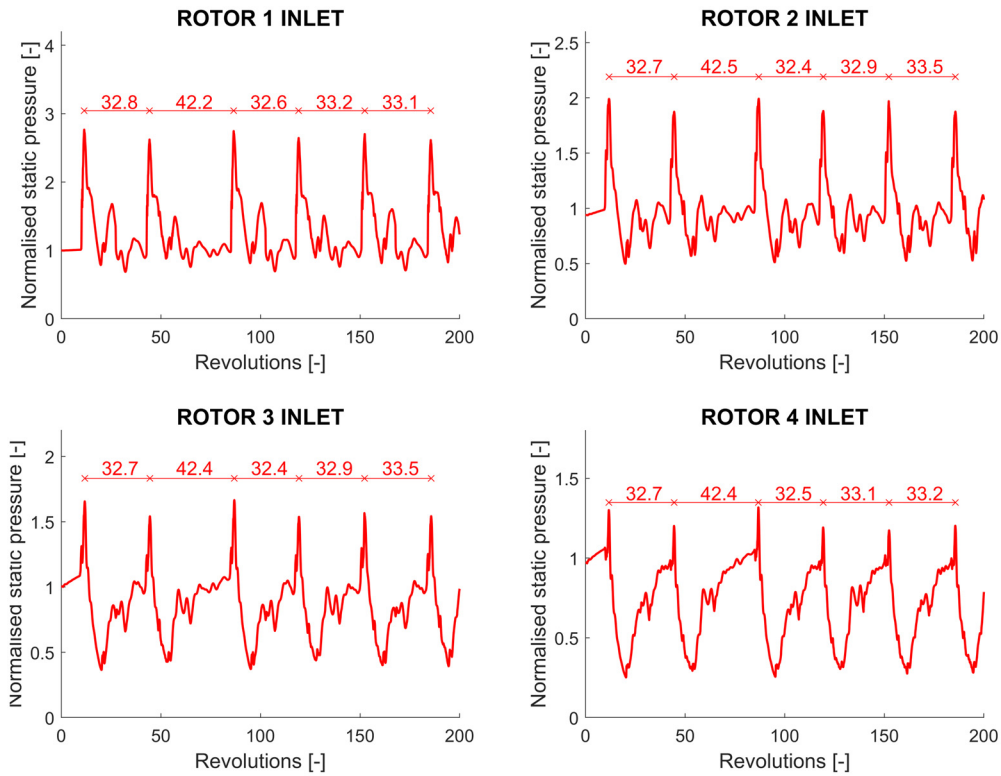 ROTOR 1 INLET
Normalised static pressure [-]
4
3
2
1
0
32.8 42.2 32.6 33.2 33.1
0 50 100 150 200
Revolutions [-]
ROTOR 2 INLET
Normalised static pressure [-]
2.5
2
1.5
1
0.5
0
32.7 42.5 32.4 32.9 33.5
0 50 100 150 200
Revolutions [-]
ROTOR 3 INLET
Normalised static pressure [-]
2
1.5
1
0.5
0
32.7 42.4 32.4 32.9 33.5
0 50 100 150 200
Revolutions [-]
ROTOR 4 INLET
Normalised static pressure [-]
1.5
1
0.5
0
32.7 42.4 32.5 33.1 33.2
0 50 100 150 200
Revolutions [-]